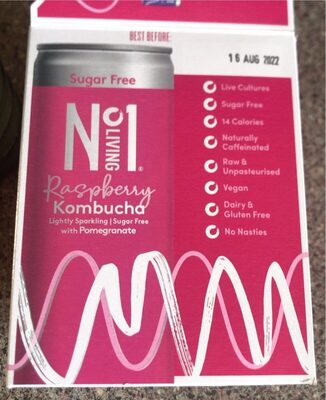 BEST BEFORE:
16 AUG 2022
Sugar Free
No1
LIVING
Raspberry
Kombucha
Lightly Sparkling | Sugar Free
with Pomegranate
Live Cultures
Sugar Free
14 Calories
Naturally
Caffeinated
Raw &
Unpasteurised
Vegan
Dairy &
Gluten Free
No Nasties